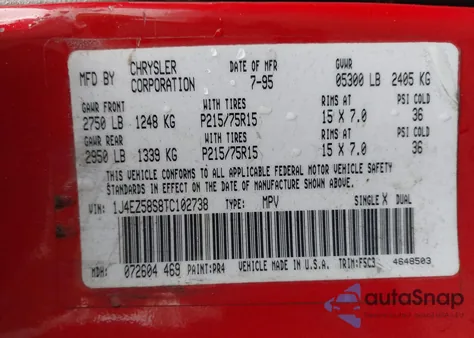 MFD BY CHRYSLER CORPORATION DATE OF MFR 7-95 GVWR 05300 LB 2405 KG
GAWR FRONT WITH TIRES RIMS AT PSI COLD
2750 LB 1248 KG P215/75R15 15 X 7.0 36
GAWR REAR WITH TIRES RIMS AT PSI COLD
2950 LB 1339 KG P215/75R15 15 X 7.0 36
THIS VEHICLE CONFORMS TO ALL APPLICABLE FEDERAL MOTOR VEHICLE SAFETY
STANDARDS IN EFFECT ON THE DATE OF MANUFACTURE SHOWN ABOVE.
VIN: 1J4EZ58S8TC102738 TYPE: MPV SINGLE X DUAL
MDH: 072604 469 PAINT:PR4 VEHICLE MADE IN U.S.A. TRIM:F5C3 4648503
autoSnap